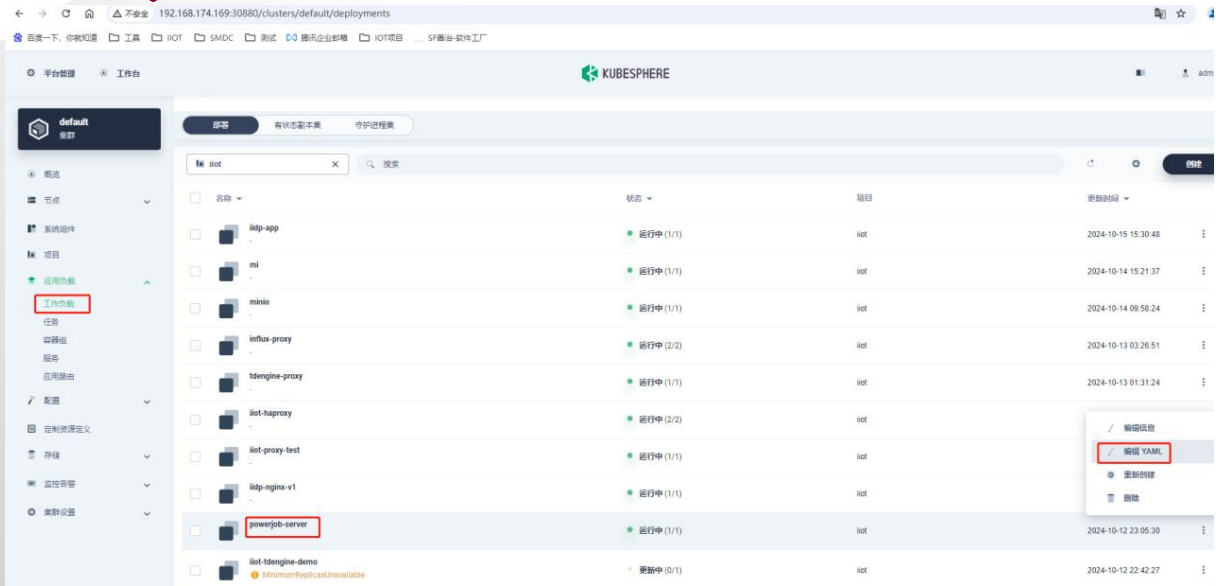 不安全 192.168.174.169:30880/clusters/default/deployments
百度一下，你就知道 工具 IIOT SMDC 测试 腾讯企业邮箱 IOT项目 SF赛治-软件工厂
平台管理 工作台 KUBESPHERE adm
default
集群
部署 有状态副本集 守护进程集
iiot 搜索 创建
概览
节点
系统组件
项目
应用负载
工作负载
任务
容器组
服务
应用路由
配置
定制资源定义
存储
监控告警
集群设置
名称 状态 项目 更新时间
iidp-app
-
运行中 (1/1) iiot 2024-10-15 15:30:48
mi
-
运行中 (1/1) iiot 2024-10-14 15:21:37
minio
-
运行中 (1/1) iiot 2024-10-14 09:58:24
influx-proxy
-
运行中 (2/2) iiot 2024-10-13 03:26:51
tdengine-proxy
-
运行中 (1/1) iiot 2024-10-13 01:31:24
iiot-haproxy
-
运行中 (2/2) iiot
iiot-proxy-test
-
运行中 (1/1) iiot
iidp-nginx-v1
-
运行中 (1/1) iiot
编辑信息
编辑 YAML
重新创建
删除
powerjob-server
-
运行中 (1/1) iiot 2024-10-12 23:05:30
iiot-tdengine-demo
MinimumReplicasUnavailable
更新中 (0/1) iiot 2024-10-12 22:42:27